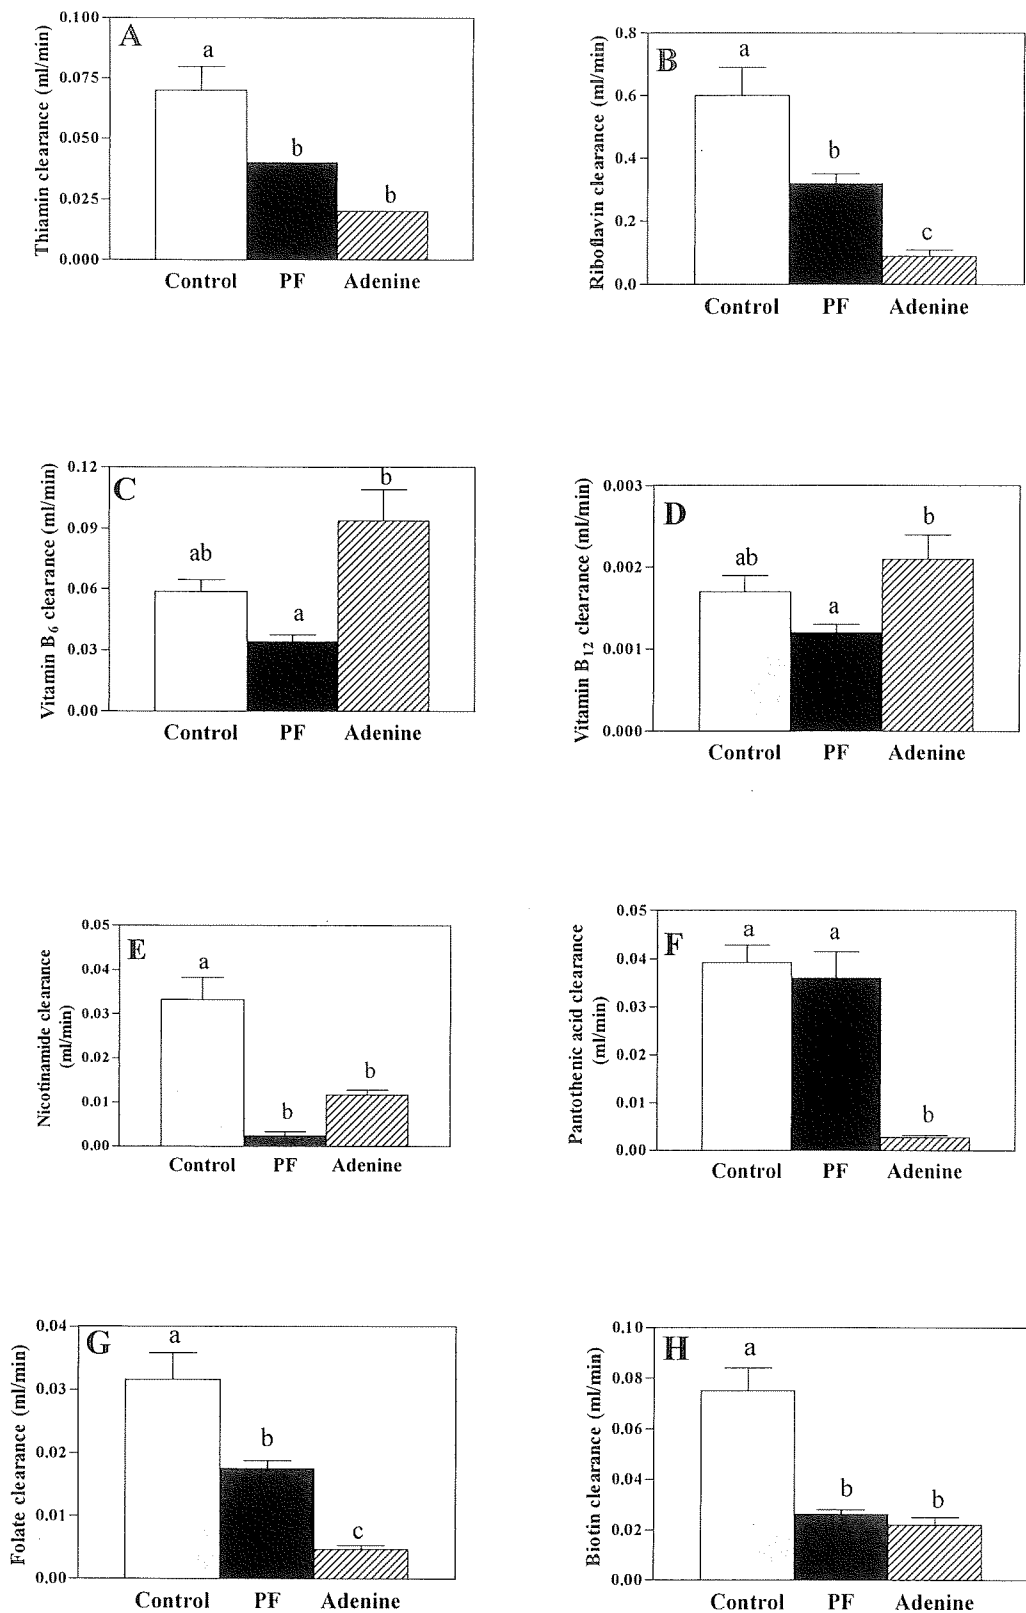 A
Thiamin clearance (ml/min)
0.100
0.075
0.050
0.025
0.000
a
b
b
Control PF Adenine
B
Riboflavin clearance (ml/min)
0.8
0.6
0.4
0.2
0.0
a
b
c
Control PF Adenine
C
Vitamin B6 clearance (ml/min)
0.12
0.09
0.06
0.03
0.00
ab
a
b
Control PF Adenine
D
Vitamin B12 clearance (ml/min)
0.003
0.002
0.001
0.000
ab
a
b
Control PF Adenine
E
Nicotinamide clearance
(ml/min)
0.05
0.04
0.03
0.02
0.01
0.00
a
b
b
Control PF Adenine
F
Pantothenic acid clearance
(ml/min)
0.05
0.04
0.03
0.02
0.01
0.00
a
a
b
Control PF Adenine
G
Folate clearance (ml/min)
0.04
0.03
0.02
0.01
0.00
a
b
c
Control PF Adenine
H
Biotin clearance (ml/min)
0.10
0.08
0.06
0.04
0.02
0.00
a
b
b
Control PF Adenine